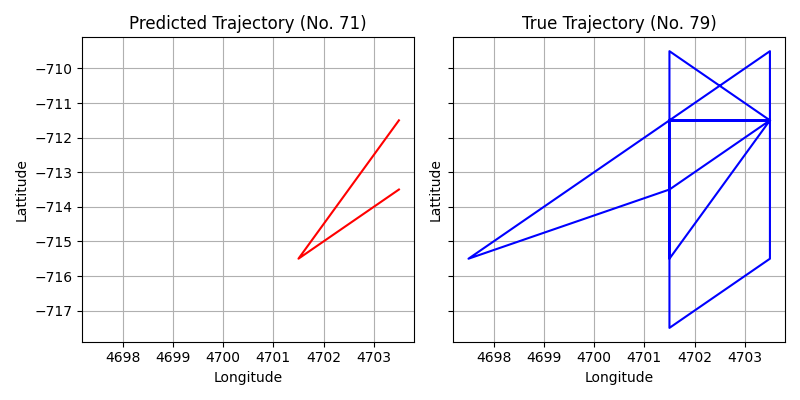 Predicted Trajectory (No. 71)
True Trajectory (No. 79)
−710
−711
−712
−713
−714
−715
−716
−717
Lattitude
Lattitude
4698 4699 4700 4701 4702 4703
4698 4699 4700 4701 4702 4703
Longitude
Longitude